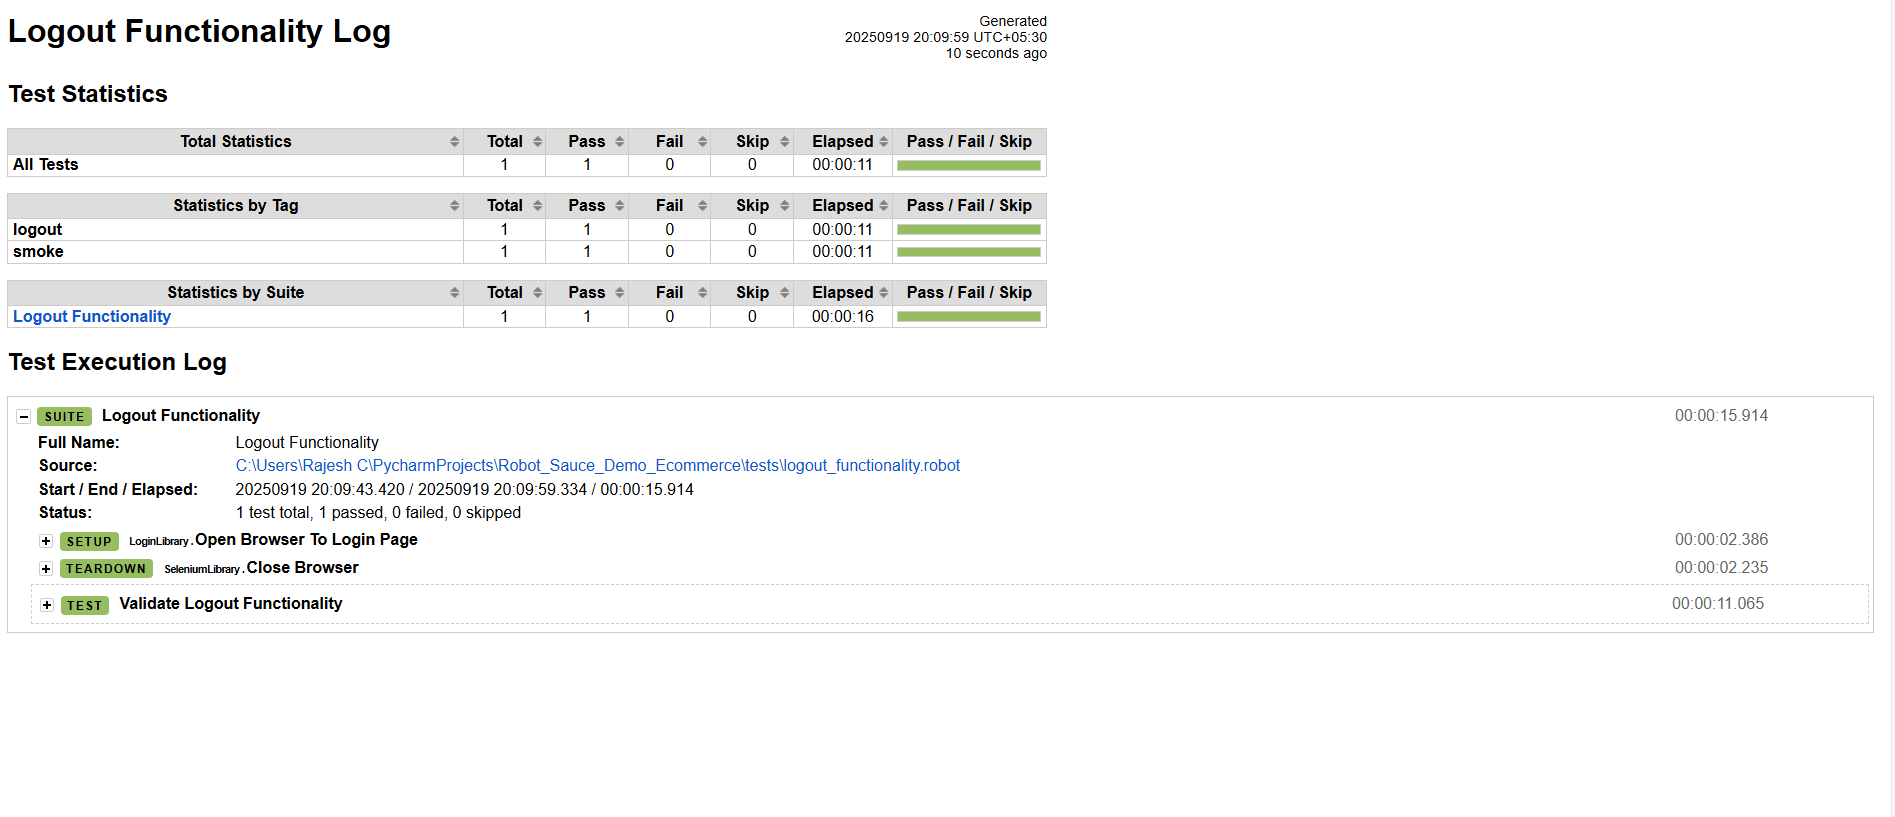 Logout Functionality Log
Generated
20250919 20:09:59 UTC+05:30
10 seconds ago
Test Statistics
Total Statistics Total Pass Fail Skip Elapsed Pass / Fail / Skip
All Tests 1 1 0 0 00:00:11
Statistics by Tag Total Pass Fail Skip Elapsed Pass / Fail / Skip
logout 1 1 0 0 00:00:11
smoke 1 1 0 0 00:00:11
Statistics by Suite Total Pass Fail Skip Elapsed Pass / Fail / Skip
Logout Functionality 1 1 0 0 00:00:16
Test Execution Log
SUITE Logout Functionality 00:00:15.914
Full Name: Logout Functionality
Source: C:\Users\Rajesh C\PycharmProjects\Robot_Sauce_Demo_Ecommerce\tests\logout_functionality.robot
Start / End / Elapsed: 20250919 20:09:43.420 / 20250919 20:09:59.334 / 00:00:15.914
Status: 1 test total, 1 passed, 0 failed, 0 skipped
SETUP LoginLibrary.Open Browser To Login Page 00:00:02.386
TEARDOWN SeleniumLibrary.Close Browser 00:00:02.235
TEST Validate Logout Functionality 00:00:11.065